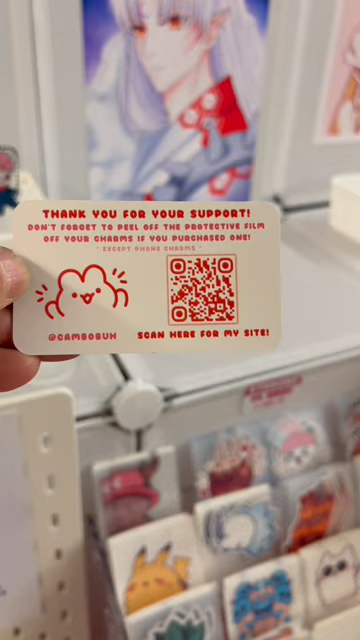 THANK YOU FOR YOUR SUPPORT!
DON'T FORGET TO PEEL OFF THE PROTECTIVE FILM
OFF YOUR CHARMS IF YOU PURCHASED ONE!
*EXCEPT PHONE CHARMS*
@CAMBOBUN
SCAN HERE FOR MY SITE!